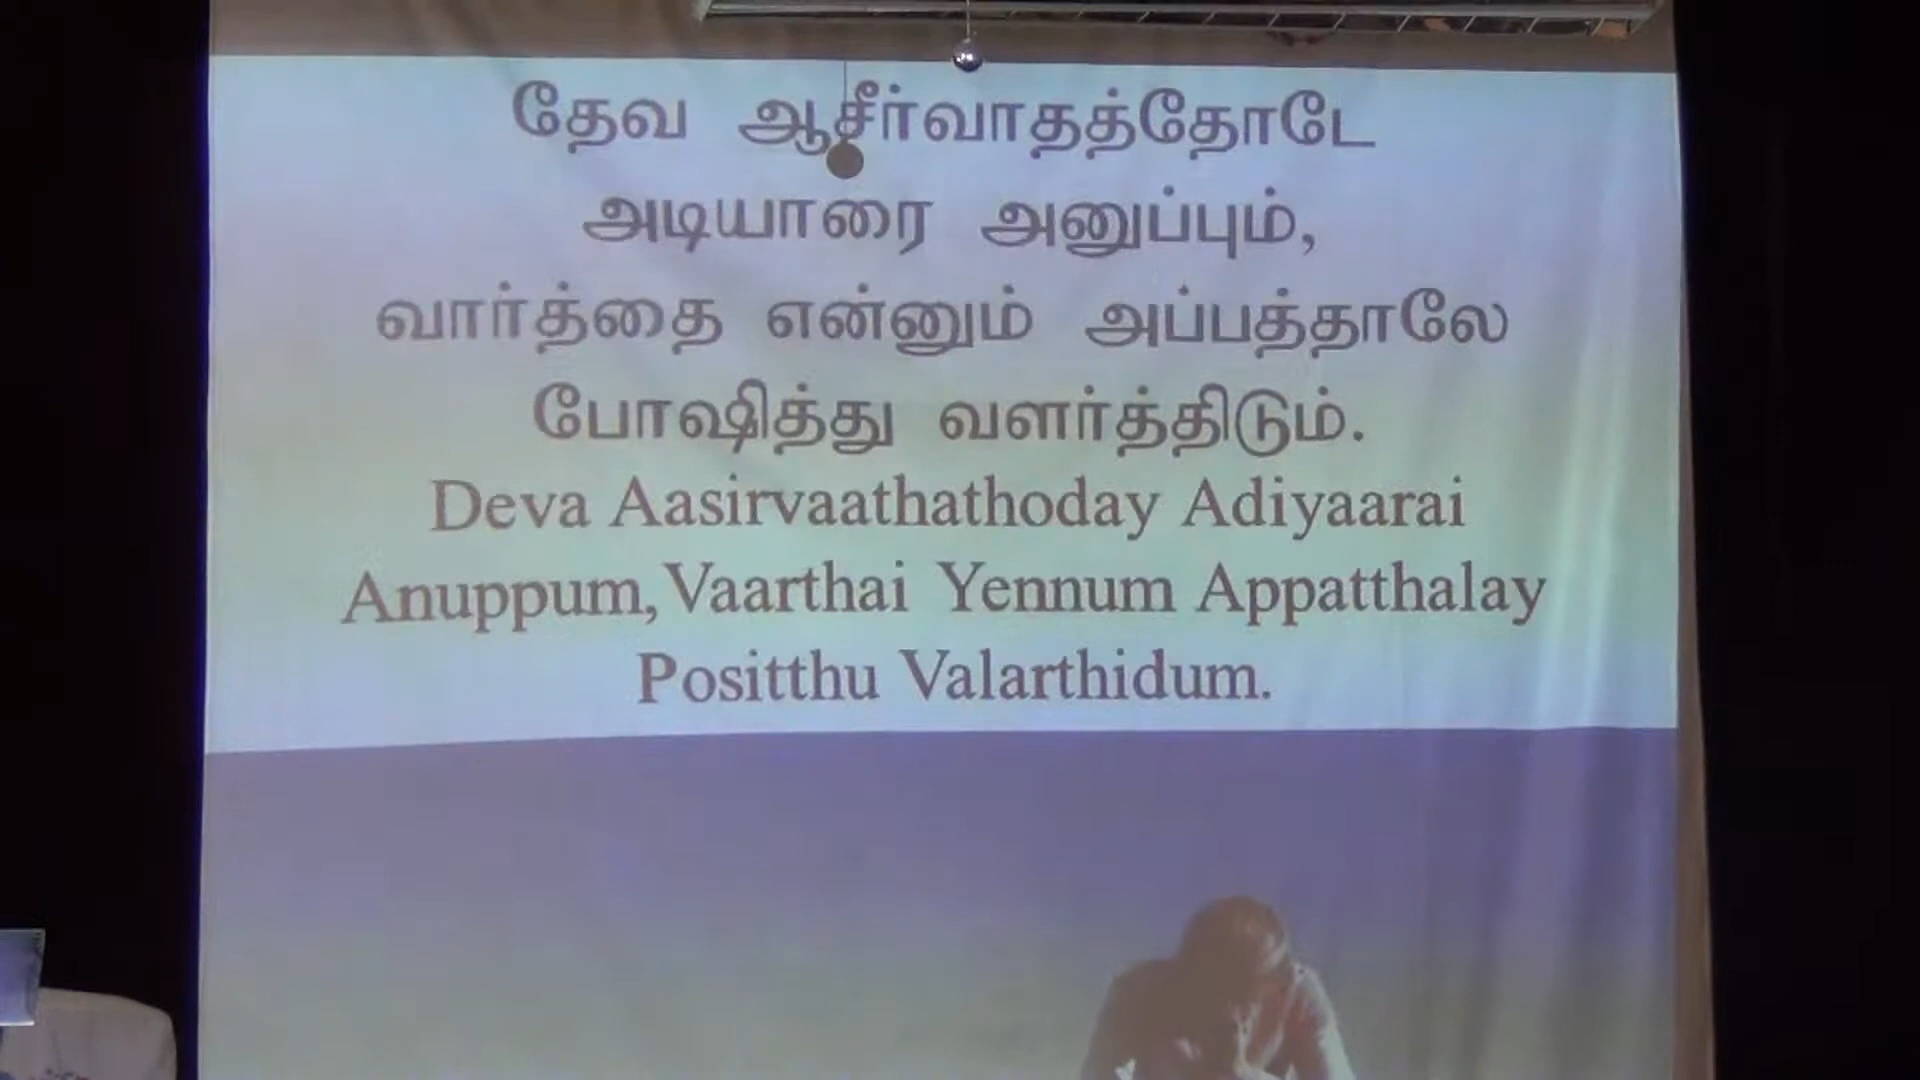 தேவ ஆசீர்வாதத்தோடே
அடியாரை அனுப்பும்,
வார்த்தை என்னும் அப்பத்தாலே
போஷித்து வளர்த்திடும்.
Deva Aasirvaathathoday Adiyaarai
Anuppum, Vaarthai Yennum Appatthalay
Positthu Valarthidum.